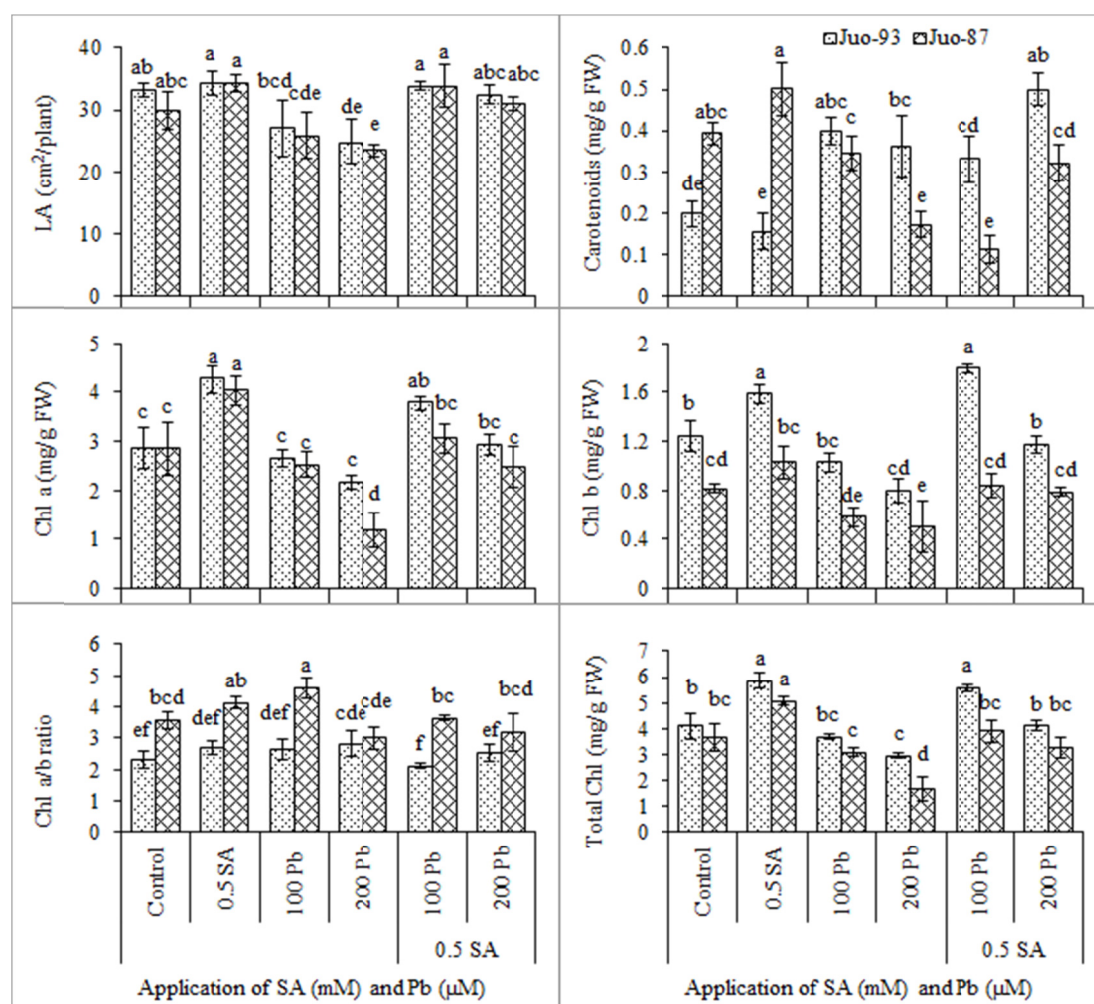 LA (cm²/plant)
40
30
20
10
0
ab abc a a bcd cde de e a a abc abc
Carotenoids (mg/g FW)
0.6
0.5
0.4
0.3
0.2
0.1
0
Juo-93 Juo-87
de abc e a abc c bc e cd e ab cd
Chl a (mg/g FW)
5
4
3
2
1
0
c c a a c c c d ab bc bc c
Chl b (mg/g FW)
2
1.6
1.2
0.8
0.4
0
b cd a bc bc de cd e a cd b cd
Chl a/b ratio
6
5
4
3
2
1
0
ef bcd def ab def a cde cde f bc ef bcd
Control
0.5 SA
100 Pb
200 Pb
100 Pb
200 Pb
0.5 SA
Application of SA (mM) and Pb (μM)
Total Chl (mg/g FW)
7
6
5
4
3
2
1
0
b bc a a bc c c d a bc b bc
Control
0.5 SA
100 Pb
200 Pb
100 Pb
200 Pb
0.5 SA
Application of SA (mM) and Pb (μM)